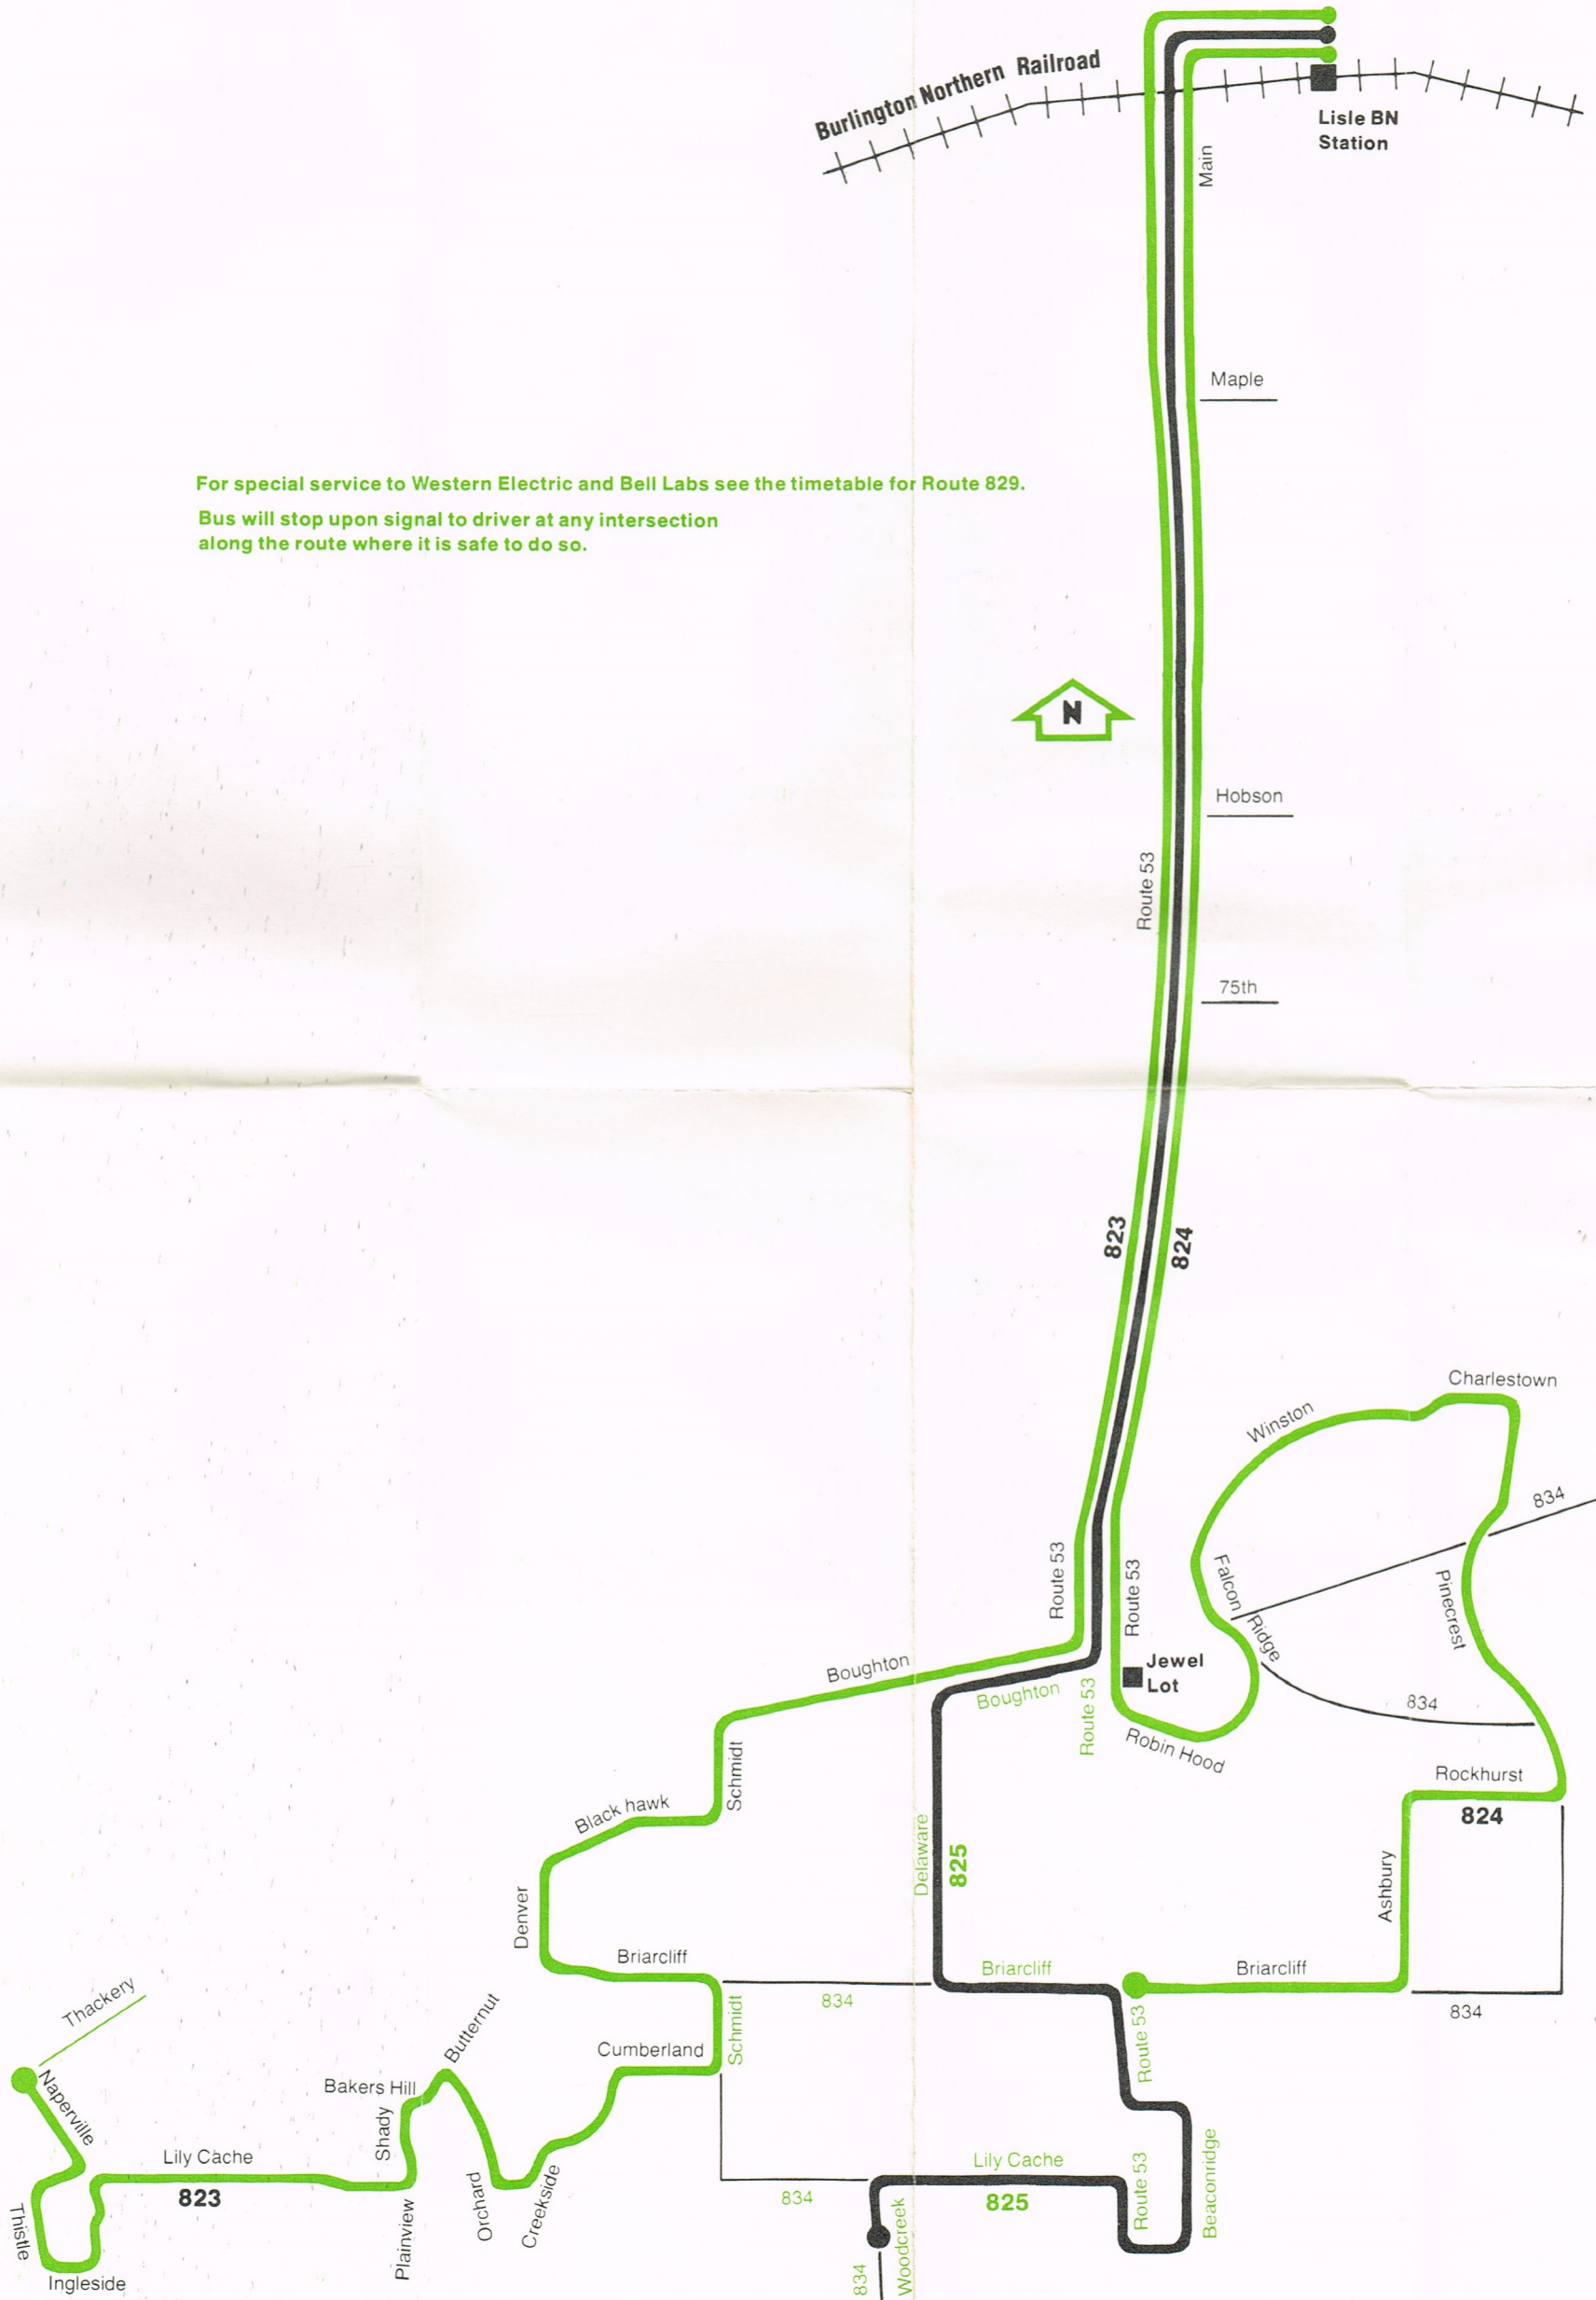 Burlington Northern Railroad
Lisle BN
Station
Main
Maple
For special service to Western Electric and Bell Labs see the timetable for Route 829.
Bus will stop upon signal to driver at any intersection
along the route where it is safe to do so.
N
Hobson
Route 53
75th
823
824
Charlestown
Winston
834
Route 53
Route 53
Falcon Ridge
Pinecrest
Jewel
Lot
Boughton
Boughton
Route 53
834
Robin Hood
Schmidt
Rockhurst
824
Black hawk
Delaware
825
Ashbury
Denver
Briarcliff
Briarcliff
Briarcliff
834
834
Thackery
Butternut
Schmidt
Route 53
Cumberland
Naperville
Bakers Hill
Shady
Lily Cache
823
Lily Cache
825
834
Route 53
Beaconridge
Thistle
Plainview
Orchard
Creekside
Woodcreek
834
Ingleside